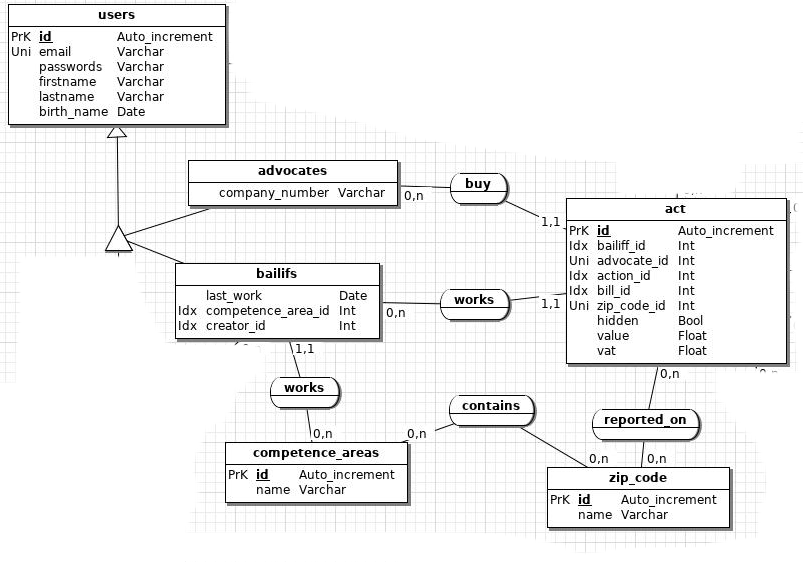 users
PrK id Auto_increment
Uni email Varchar
passwords Varchar
firstname Varchar
lastname Varchar
birth_name Date
advocates
company_number Varchar
0,n
buy
1,1
act
PrK id Auto_increment
Idx bailiff_id Int
Uni advocate_id Int
Idx action_id Int
Idx bill_id Int
Uni zip_code_id Int
hidden Bool
value Float
vat Float
bailifs
last_work Date
Idx competence_area_id Int
Idx creator_id Int
0,n
works
1,1
1,1
works
0,n
0,n
contains
0,n
0,n
reported_on
0,n
competence_areas
PrK id Auto_increment
name Varchar
zip_code
PrK id Auto_increment
name Varchar